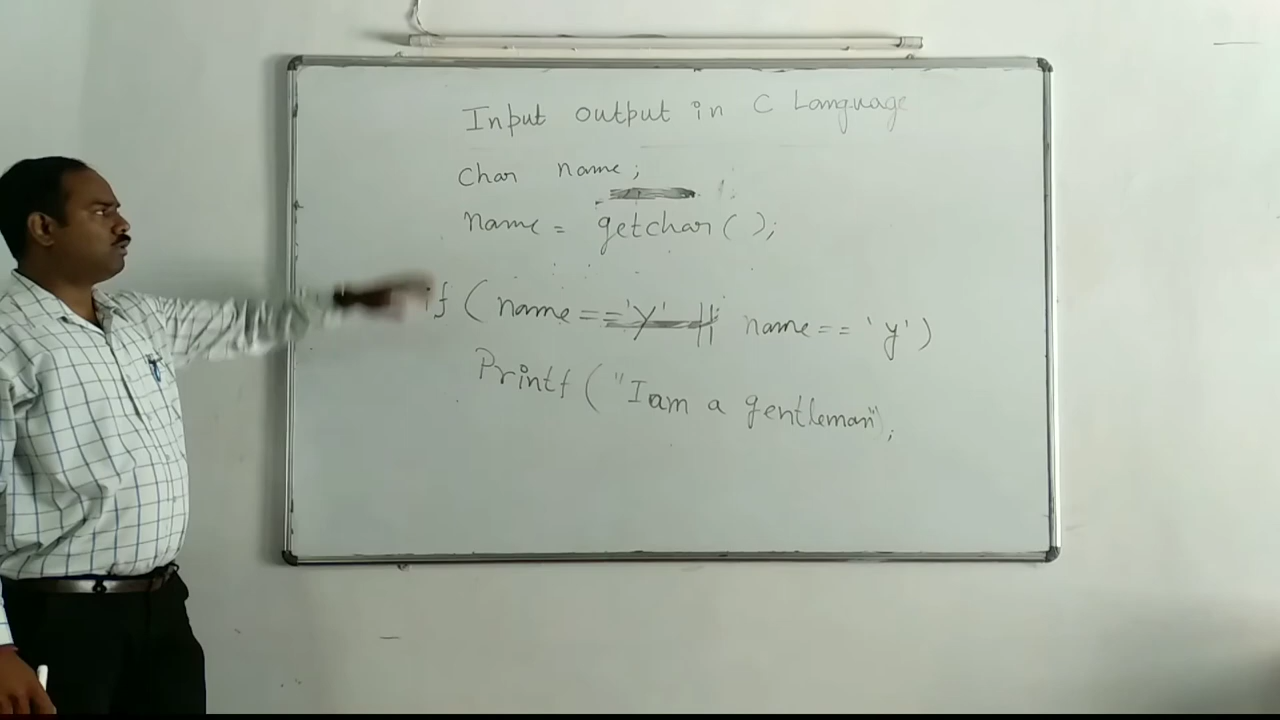 Input output in C Language
char name;
name = getchar ( );
if ( name == 'Y' || name == 'y' )
Printf ( "I am a gentleman");